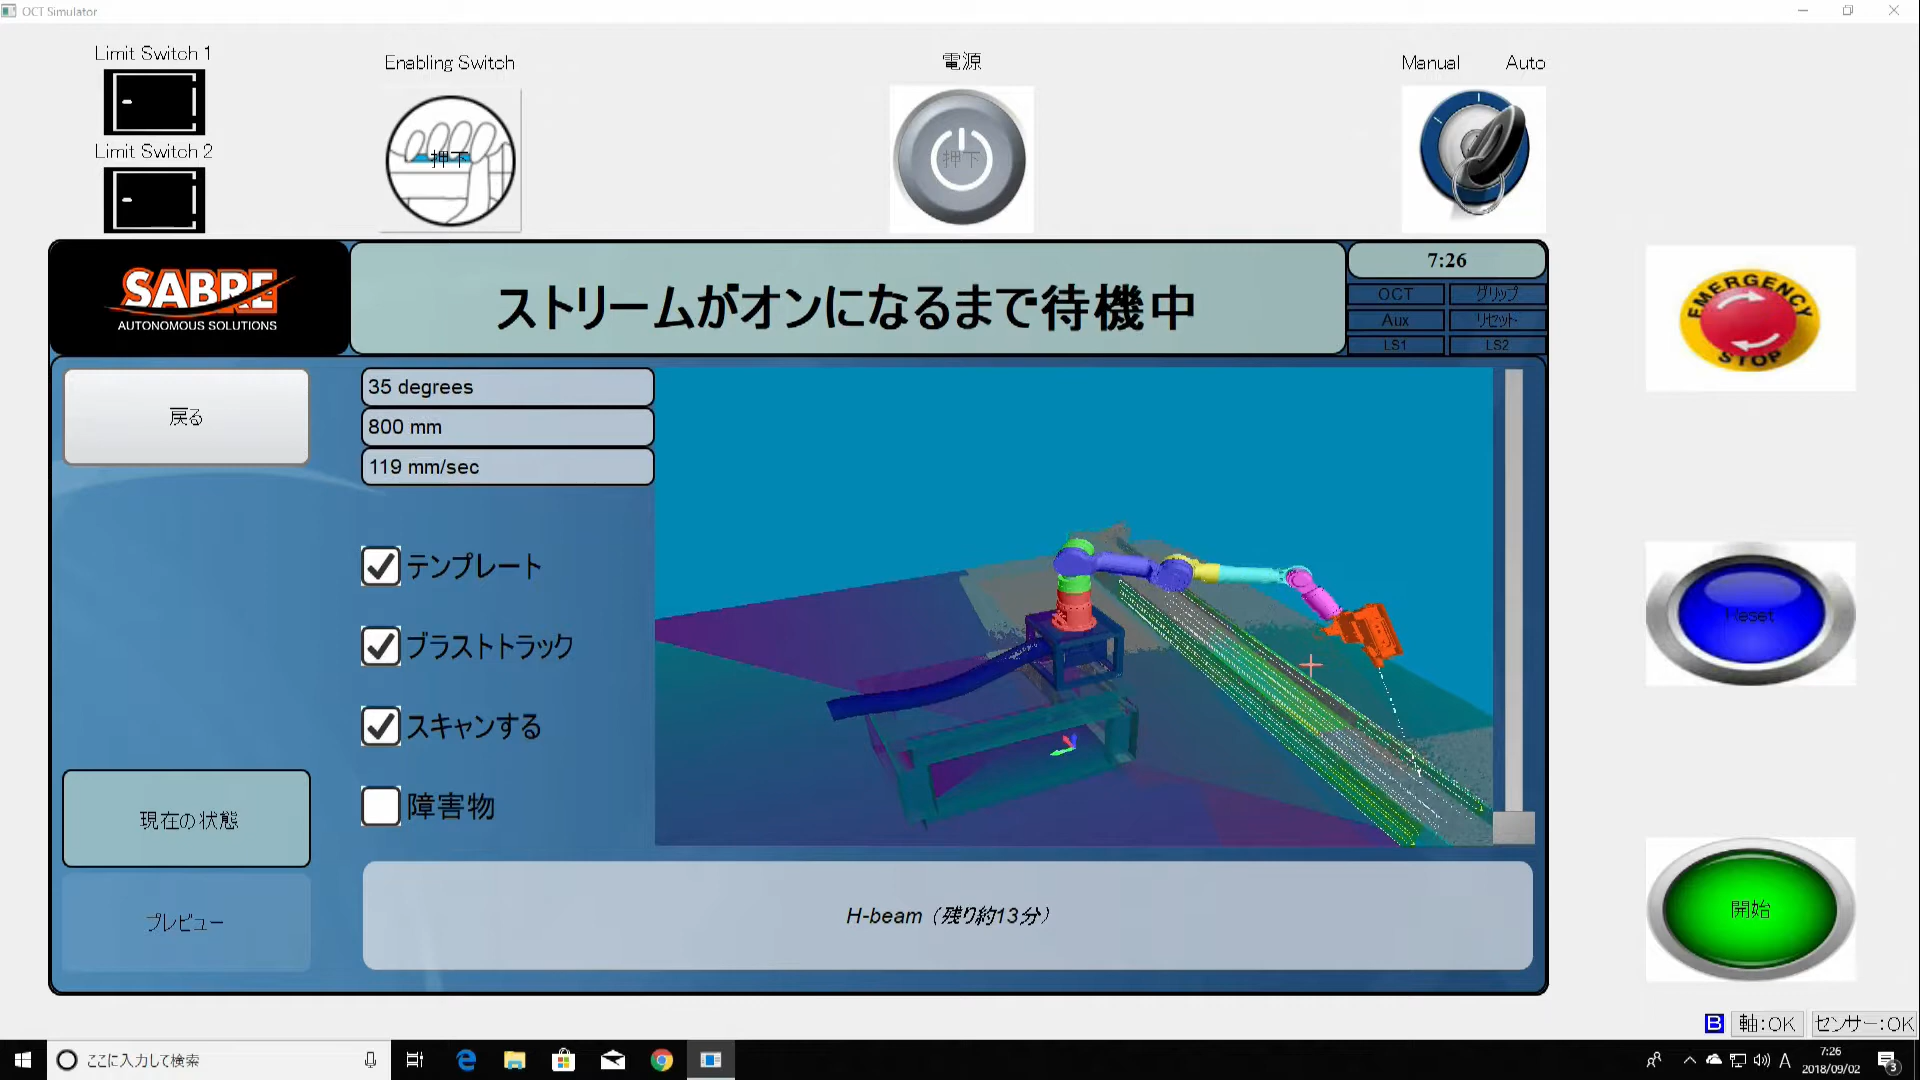 OCT Simulator
Limit Switch 1
Limit Switch 2
Enabling Switch
押下
電源
押下
Manual Auto
SABRE
AUTONOMOUS SOLUTIONS
ストリームがオンになるまで待機中
7:26
OCT グリップ
Aux リセット
LS1 LS2
EMERGENCY
STOP
戻る
35 degrees
800 mm
119 mm/sec
テンプレート
ブラストトラック
スキャンする
障害物
Reset
現在の状態
プレビュー
H-beam（残り約13分）
開始
B 軸:OK センサー:OK
ここに入力して検索
A
7:26
2018/09/02
3